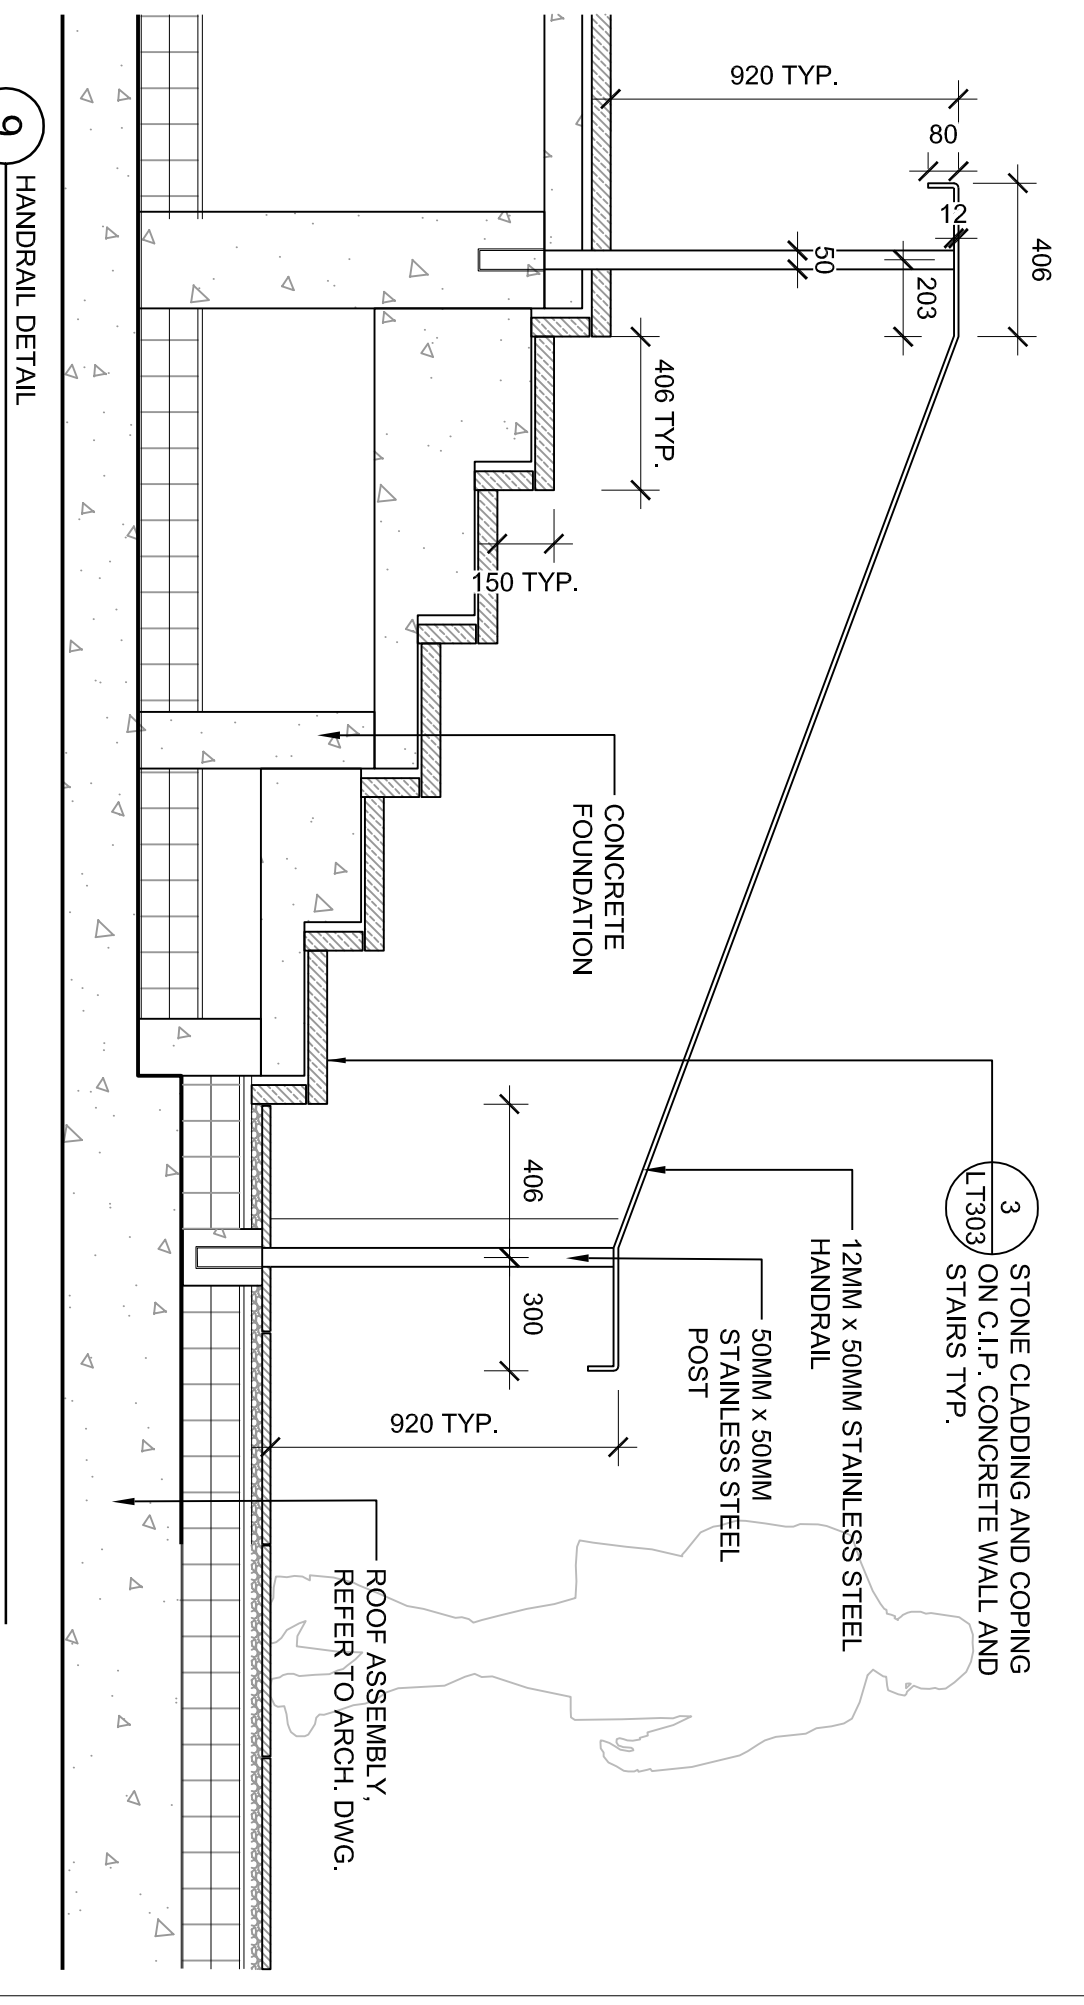 920 TYP.
80
12
406
50
203
406 TYP.
150 TYP.
CONCRETE
FOUNDATION
3
LT303
STONE CLADDING AND COPING
ON C.I.P. CONCRETE WALL AND
STAIRS TYP.
12MM x 50MM STAINLESS STEEL
HANDRAIL
50MM x 50MM
STAINLESS STEEL
POST
406
300
920 TYP.
ROOF ASSEMBLY,
REFER TO ARCH. DWG.
9
HANDRAIL DETAIL